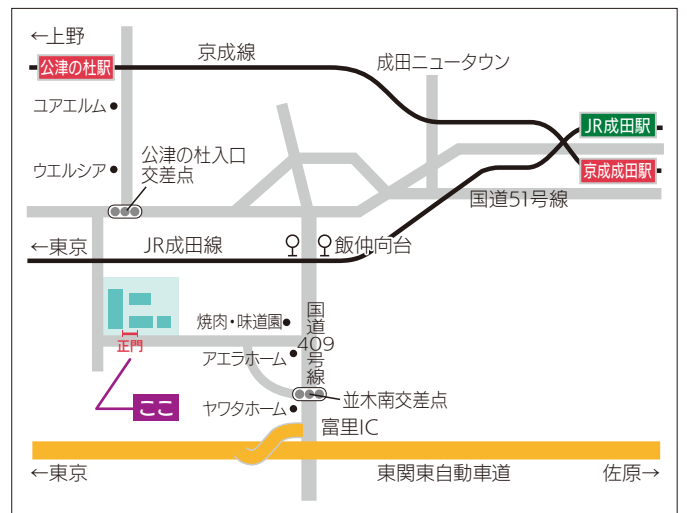 ←上野
京成線
公津の杜駅
成田ニュータウン
ユアエルム
JR成田駅
公津の杜入口
交差点
ウエルシア
京成成田駅
国道51号線
←東京
JR成田線
飯仲向台
焼肉・味道園
国道409号線
正門
アエラホーム
ここ
ヤワタホーム
並木南交差点
富里IC
←東京
東関東自動車道
佐原→